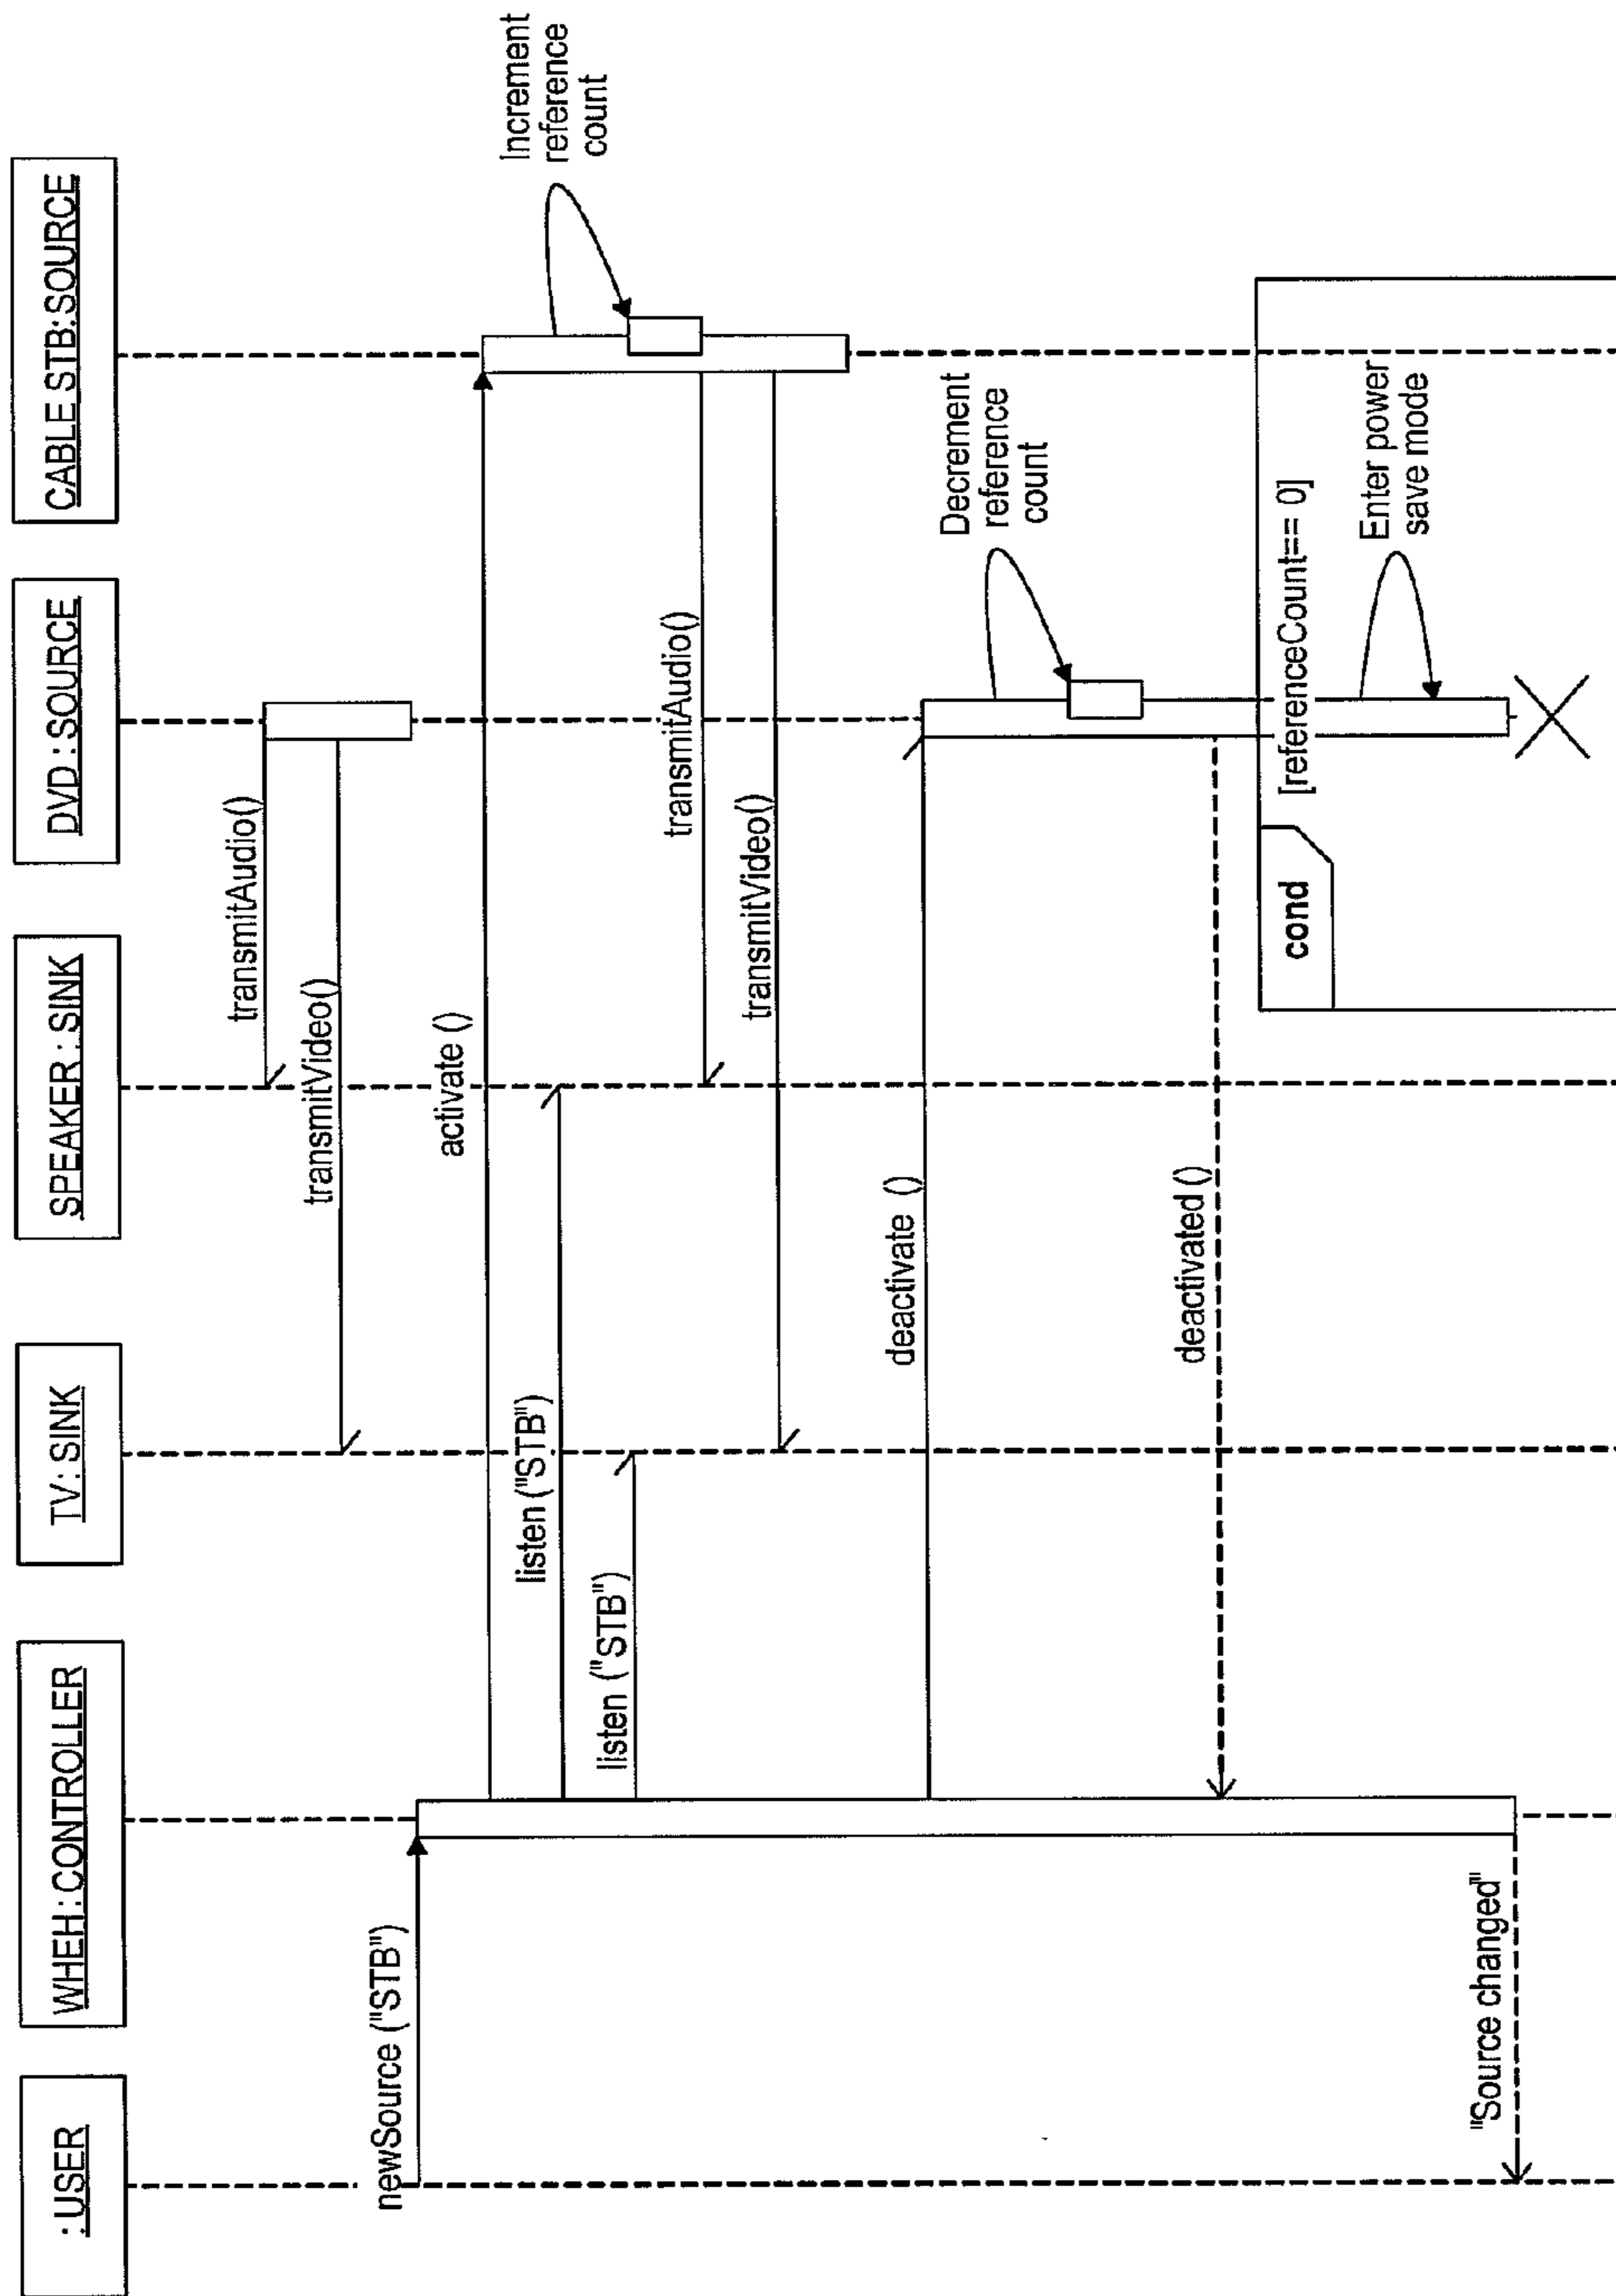 :USER
WHEH:CONTROLLER
TV:SINK
SPEAKER:SINK
DVD:SOURCE
CABLE STB:SOURCE
transmitAudio()
transmitVideo()
newSource ("STB")
activate ()
Increment
reference
count
listen ("STB")
listen ("STB")
transmitAudio()
transmitVideo()
deactivate ()
Decrement
reference
count
deactivated ()
cond
[referenceCount== 0]
Enter power
save mode
"Source changed"